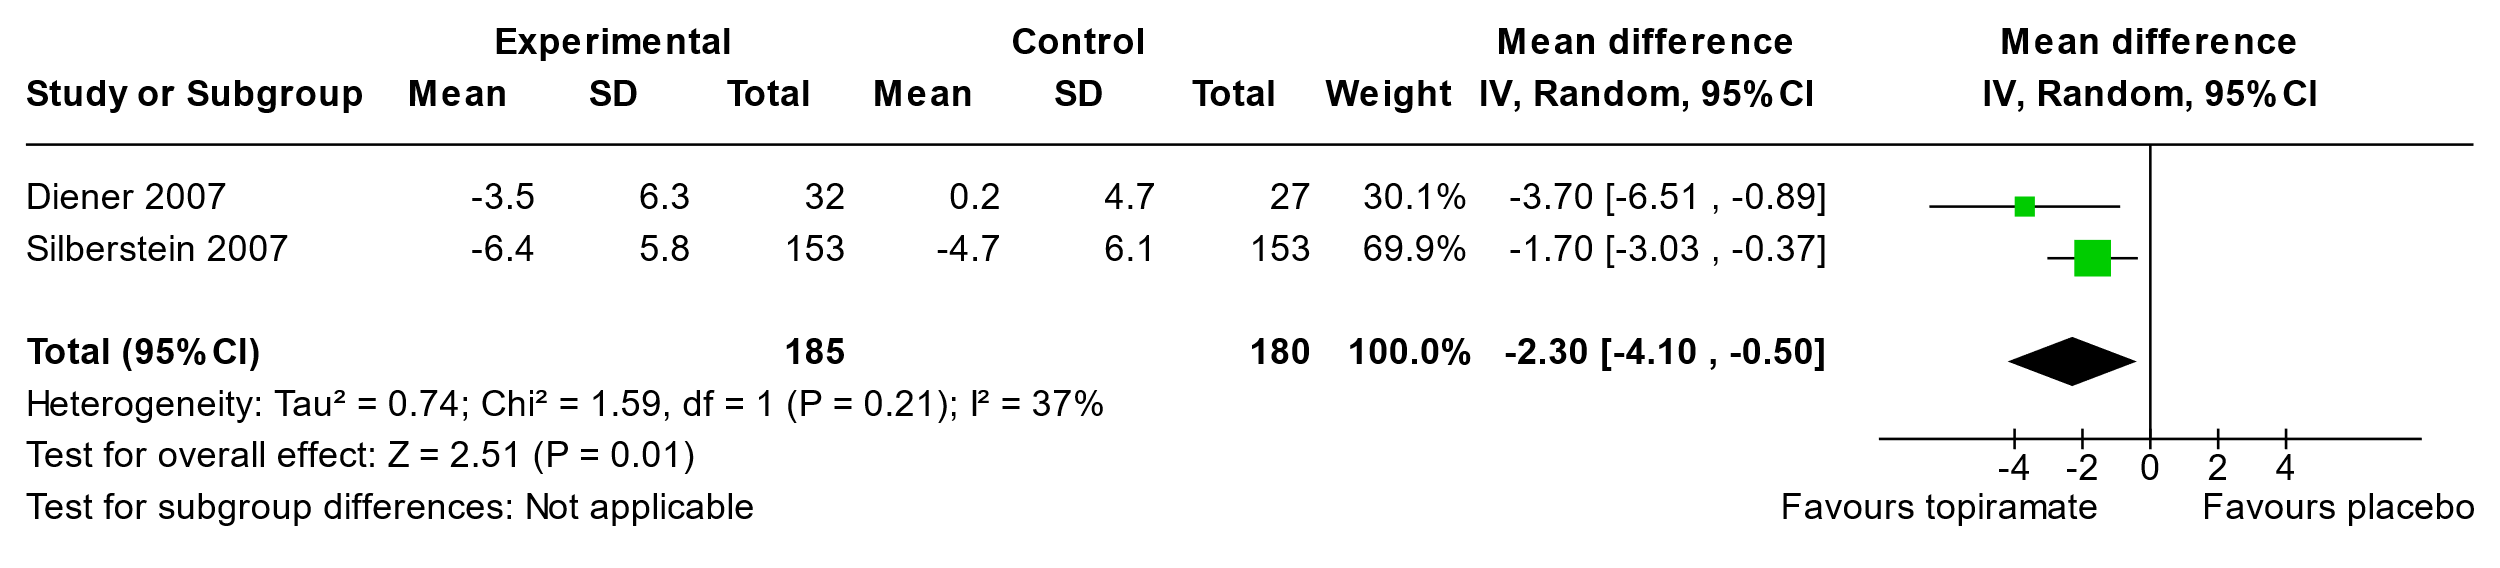 Experimental Control Mean difference Mean difference
Study or Subgroup Mean SD Total Mean SD Total Weight IV, Random, 95% CI IV, Random, 95% CI
Diener 2007 -3.5 6.3 32 0.2 4.7 27 30.1% -3.70 [-6.51 , -0.89]
Silberstein 2007 -6.4 5.8 153 -4.7 6.1 153 69.9% -1.70 [-3.03 , -0.37]
Total (95% CI) 185 180 100.0% -2.30 [-4.10 , -0.50]
Heterogeneity: Tau² = 0.74; Chi² = 1.59, df = 1 (P = 0.21); I² = 37%
Test for overall effect: Z = 2.51 (P = 0.01)
-4 -2 0 2 4
Test for subgroup differences: Not applicable Favours topiramate Favours placebo